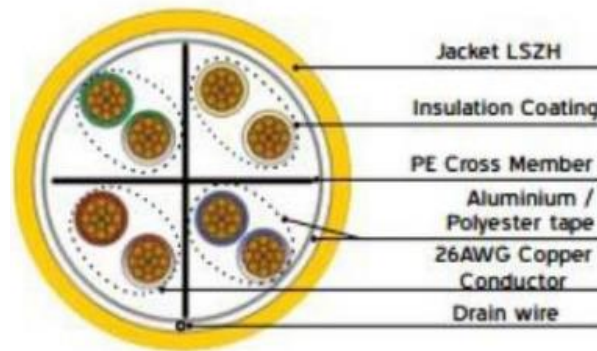 Jacket LSZH
Insulation Coating
PE Cross Member
Aluminium /
Polyester tape
26AWG Copper
Conductor
Drain wire